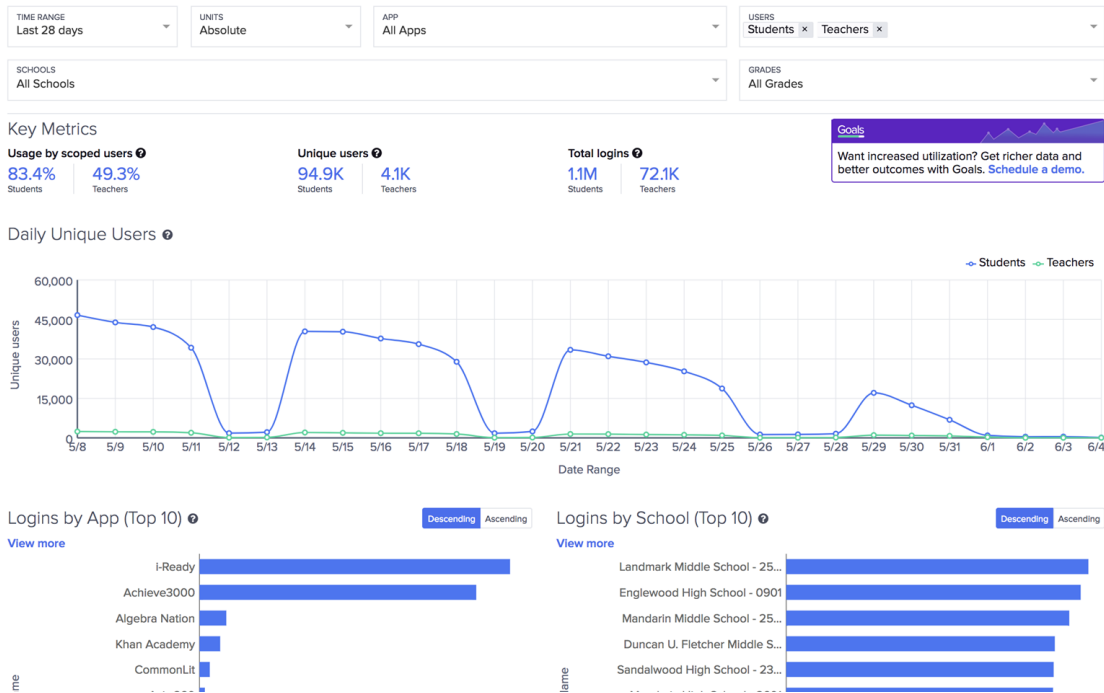 TIME RANGE
Last 28 days
UNITS
Absolute
APP
All Apps
USERS
Students × Teachers ×
SCHOOLS
All Schools
GRADES
All Grades
Key Metrics
Usage by scoped users ?
83.4% 49.3%
Students Teachers
Unique users ?
94.9K 4.1K
Students Teachers
Total logins ?
1.1M 72.1K
Students Teachers
Goals
Want increased utilization? Get richer data and
better outcomes with Goals. Schedule a demo.
Daily Unique Users ?
Students Teachers
Unique users
60,000
45,000
30,000
15,000
0
5/8 5/9 5/10 5/11 5/12 5/13 5/14 5/15 5/16 5/17 5/18 5/19 5/20 5/21 5/22 5/23 5/24 5/25 5/26 5/27 5/28 5/29 5/30 5/31 6/1 6/2 6/3 6/4
Date Range
Logins by App (Top 10) ?
Descending Ascending
View more
i-Ready
Achieve3000
Algebra Nation
Khan Academy
CommonLit
Logins by School (Top 10) ?
Descending Ascending
View more
Landmark Middle School - 25...
Englewood High School - 0901
Mandarin Middle School - 25...
Duncan U. Fletcher Middle S...
Sandalwood High School - 23...